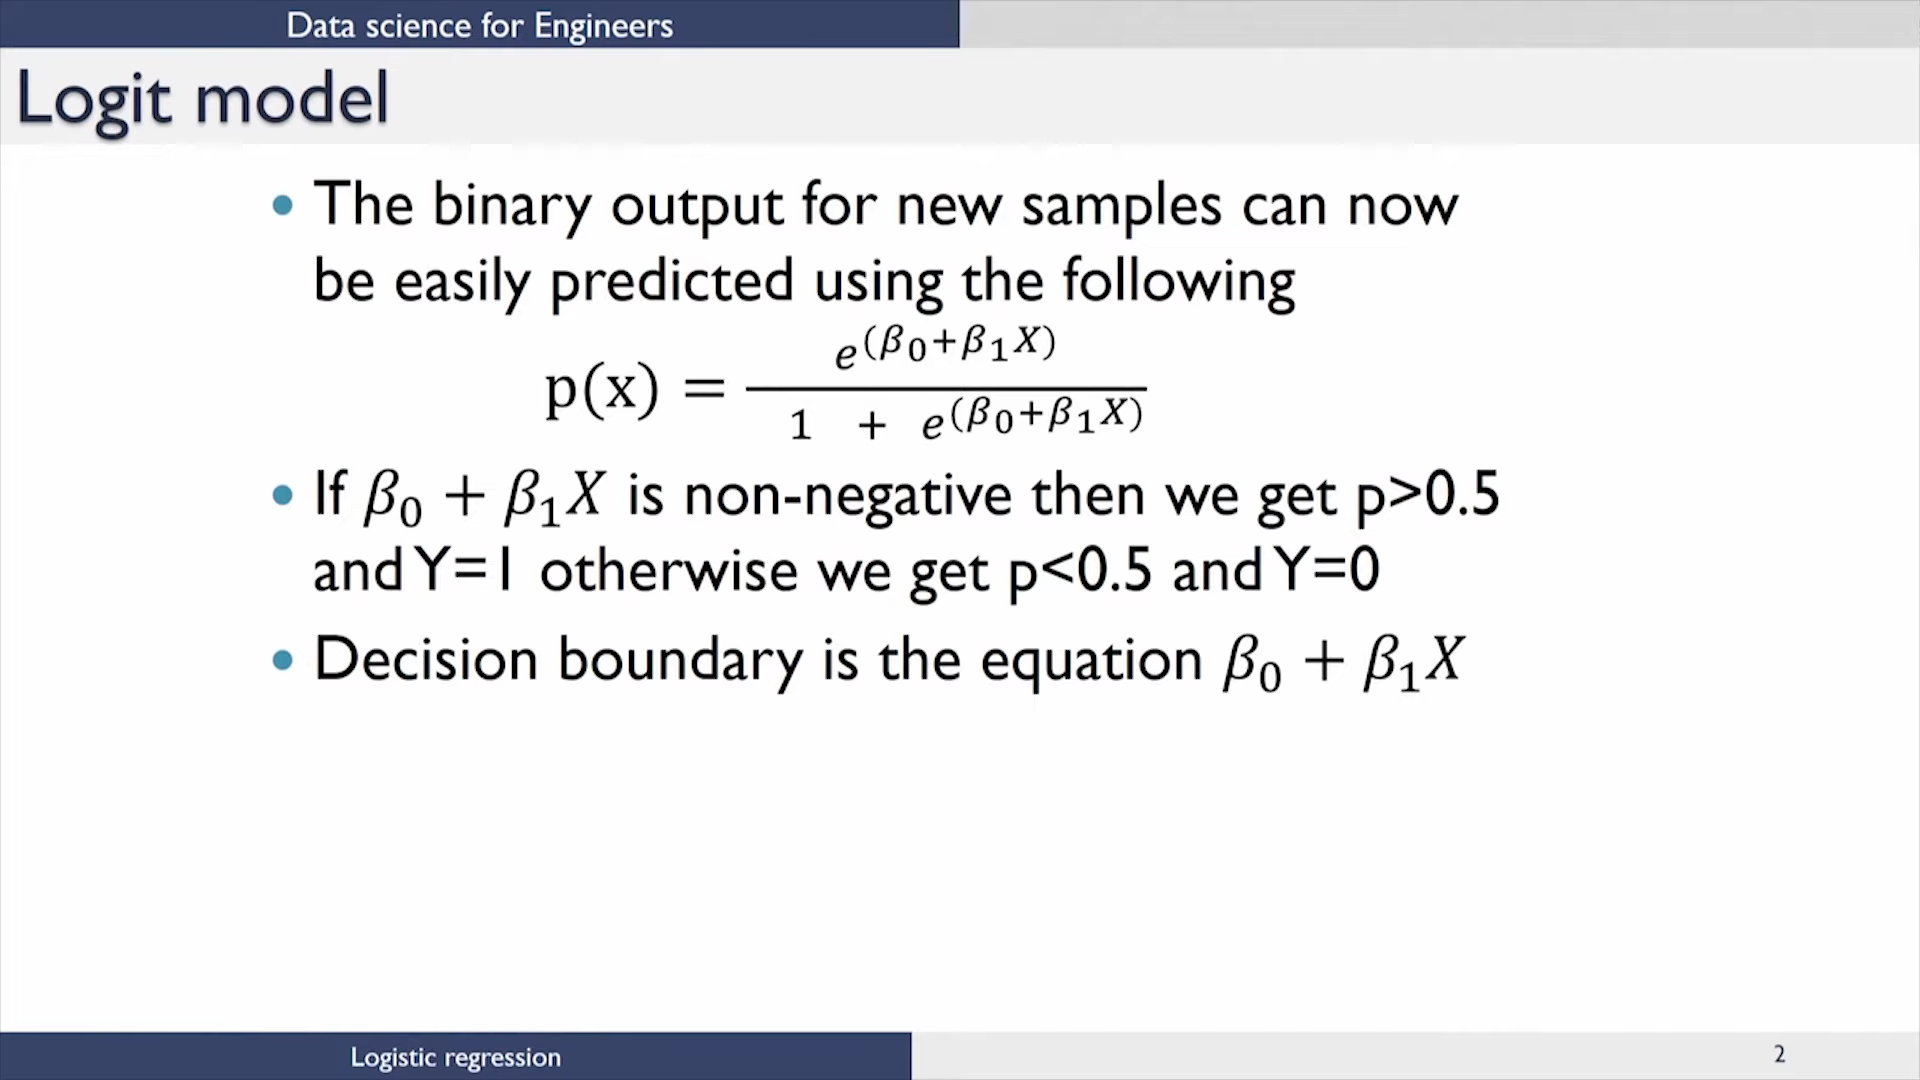 Data science for Engineers
Logit model
• The binary output for new samples can now
be easily predicted using the following
p(x) = e^(β₀+β₁X) / 1 + e^(β₀+β₁X)
• If β₀ + β₁X is non-negative then we get p>0.5
and Y=1 otherwise we get p<0.5 and Y=0
• Decision boundary is the equation β₀ + β₁X
Logistic regression
2